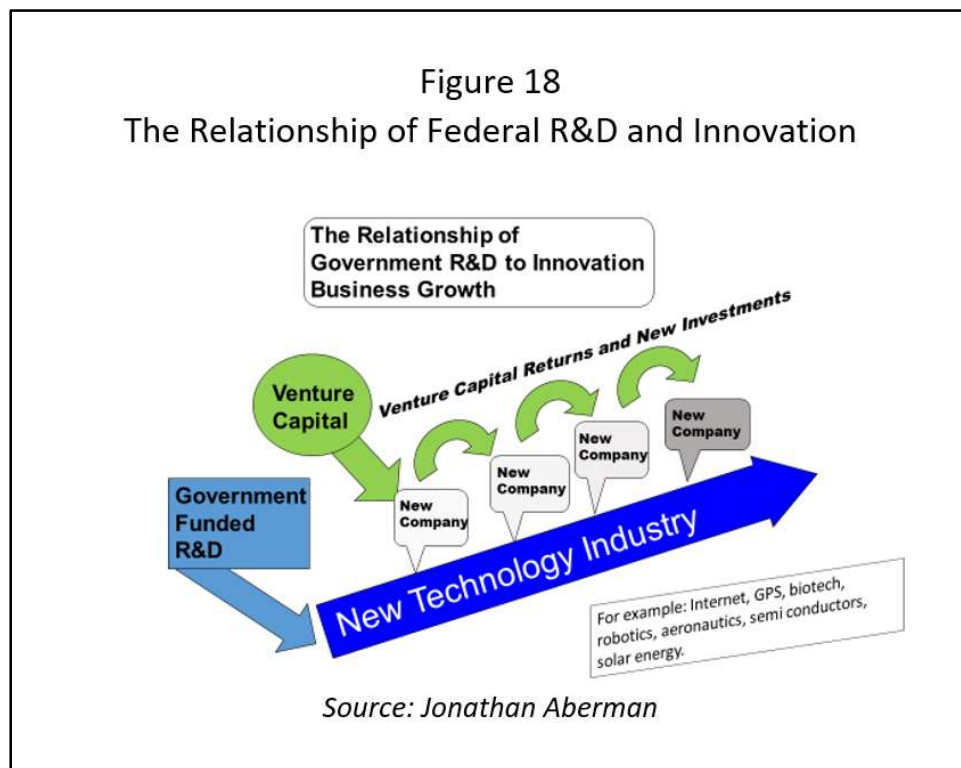 Figure 18
The Relationship of Federal R&D and Innovation
The Relationship of
Government R&D to Innovation
Business Growth
Venture Capital Returns and New Investments
Venture
Capital
New
Company
New
Company
New
Company
New
Company
Government
Funded
R&D
New Technology Industry
For example: Internet, GPS, biotech,
robotics, aeronautics, semi conductors,
solar energy.
Source: Jonathan Aberman